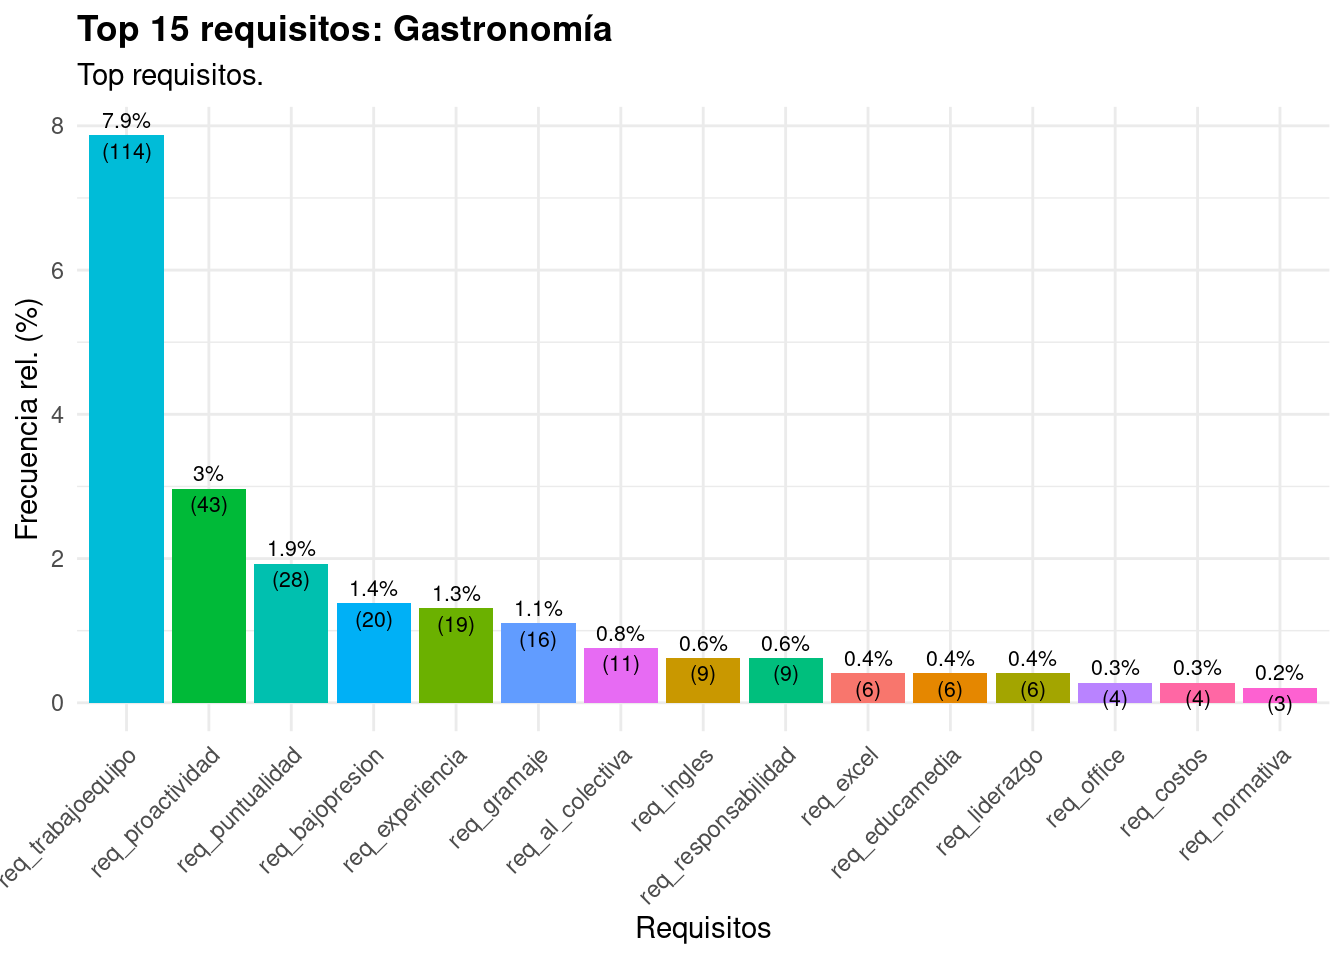 Top 15 requisitos: Gastronomía
Top requisitos.
Frecuencia rel. (%)
8
6
4
2
0
7.9%
(114)
3%
(43)
1.9%
(28)
1.4%
(20)
1.3%
(19)
1.1%
(16)
0.8%
(11)
0.6%
(9)
0.6%
(9)
0.4%
(6)
0.4%
(6)
0.4%
(6)
0.3%
(4)
0.3%
(4)
0.2%
(3)
req_trabajoequipo
req_proactividad
req_puntualidad
req_bajopresion
req_experiencia
req_gramaje
req_al_colectiva
req_ingles
req_responsabilidad
req_excel
req_educamedia
req_liderazgo
req_office
req_costos
req_normativa
Requisitos